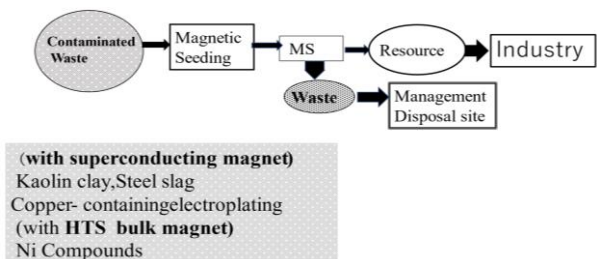 Contaminated
Waste
Magnetic
Seeding
MS
Resource
Industry
Waste
Management
Disposal site
(with superconducting magnet)
Kaolin clay,Steel slag
Copper- containingelectroplating
(with HTS bulk magnet)
Ni Compounds